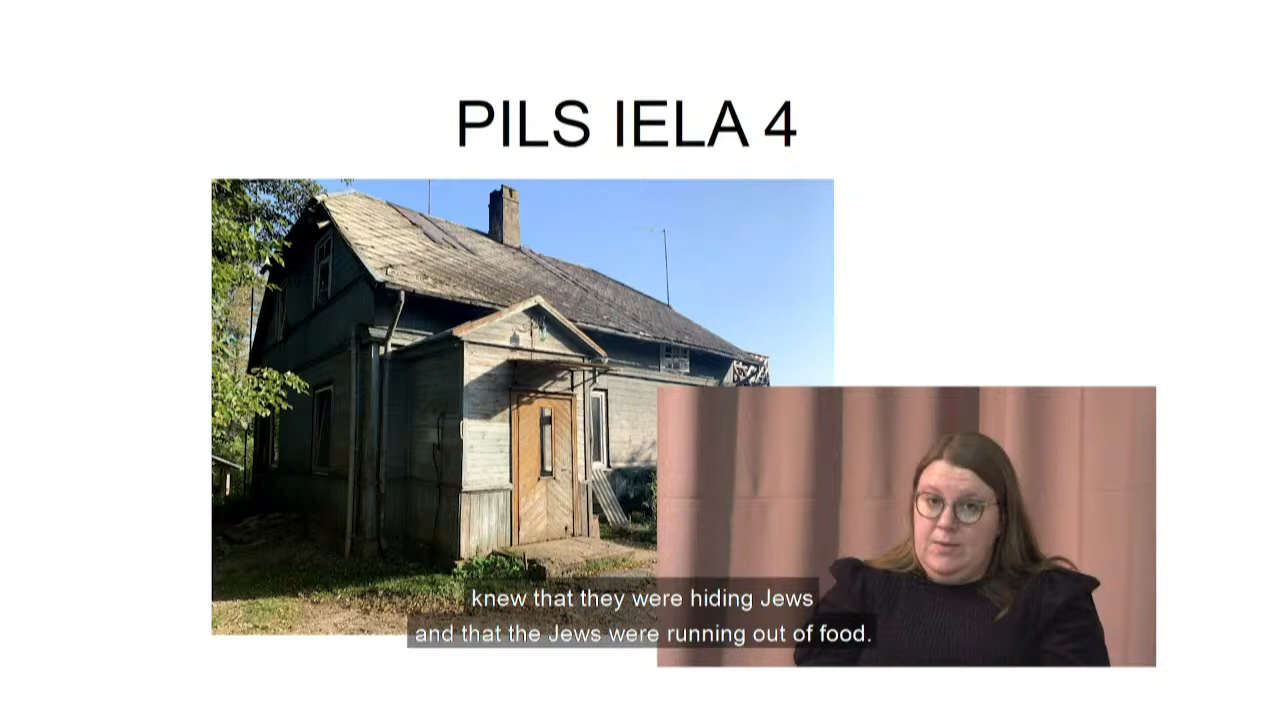 PILS IELA 4
knew that they were hiding Jews
and that the Jews were running out of food.